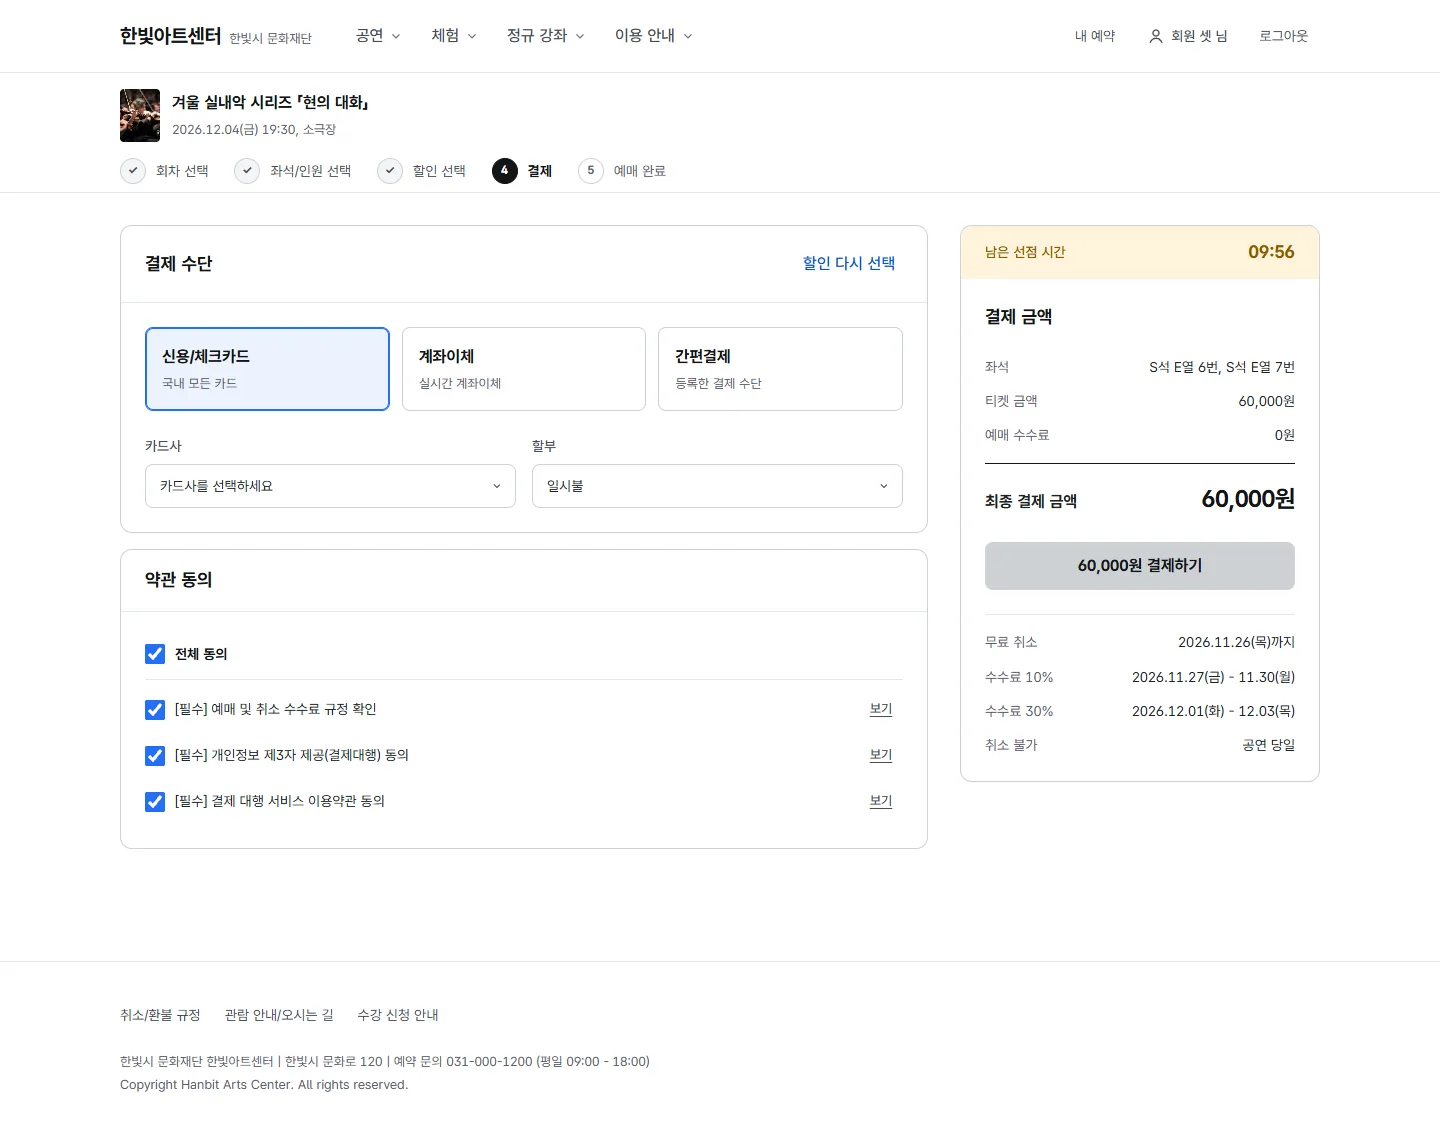 한빛아트센터 한빛시 문화재단 공연 체험 정규 강좌 이용 안내 내 예약 회원 셋 님 로그아웃
겨울 실내악 시리즈 「현의 대화」
2026.12.04(금) 19:30, 소극장
회차 선택 좌석/인원 선택 할인 선택 4 결제 5 예매 완료
결제 수단 할인 다시 선택
신용/체크카드
국내 모든 카드
계좌이체
실시간 계좌이체
간편결제
등록한 결제 수단
카드사
카드사를 선택하세요
할부
일시불
약관 동의
전체 동의
[필수] 예매 및 취소 수수료 규정 확인 보기
[필수] 개인정보 제3자 제공(결제대행) 동의 보기
[필수] 결제 대행 서비스 이용약관 동의 보기
남은 선점 시간 09:56
결제 금액
좌석 S석 E열 6번, S석 E열 7번
티켓 금액 60,000원
예매 수수료 0원
최종 결제 금액 60,000원
60,000원 결제하기
무료 취소 2026.11.26(목)까지
수수료 10% 2026.11.27(금) - 11.30(월)
수수료 30% 2026.12.01(화) - 12.03(목)
취소 불가 공연 당일
취소/환불 규정 관람 안내/오시는 길 수강 신청 안내
한빛시 문화재단 한빛아트센터 | 한빛시 문화로 120 | 예약 문의 031-000-1200 (평일 09:00 - 18:00)
Copyright Hanbit Arts Center. All rights reserved.